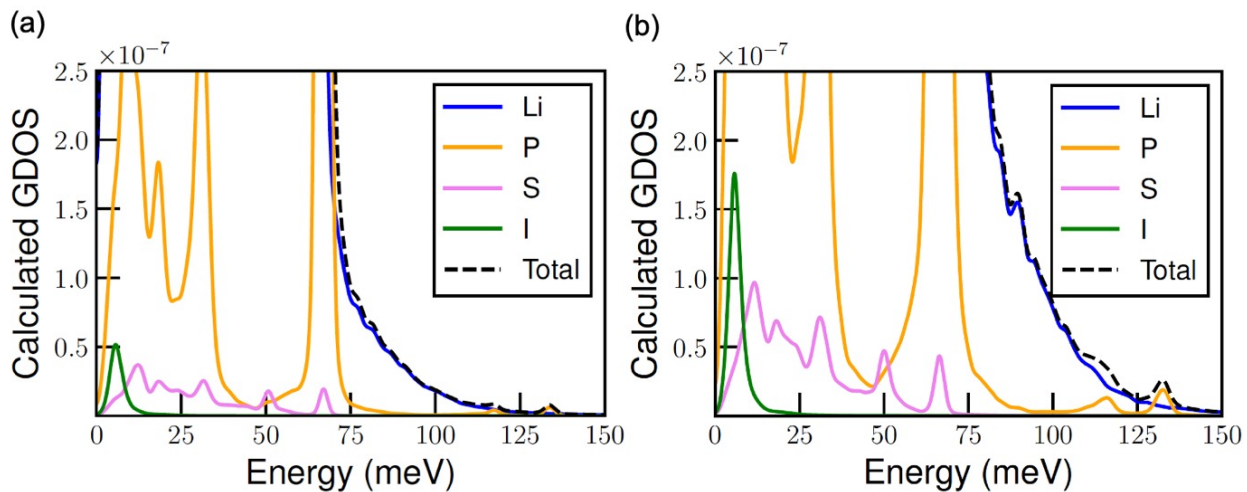 (a)
×10⁻⁷
2.5
2.0
1.5
1.0
0.5
Calculated GDOS
Li
P
S
I
Total
0 25 50 75 100 125 150
Energy (meV)
(b)
×10⁻⁷
2.5
2.0
1.5
1.0
0.5
Calculated GDOS
Li
P
S
I
Total
0 25 50 75 100 125 150
Energy (meV)